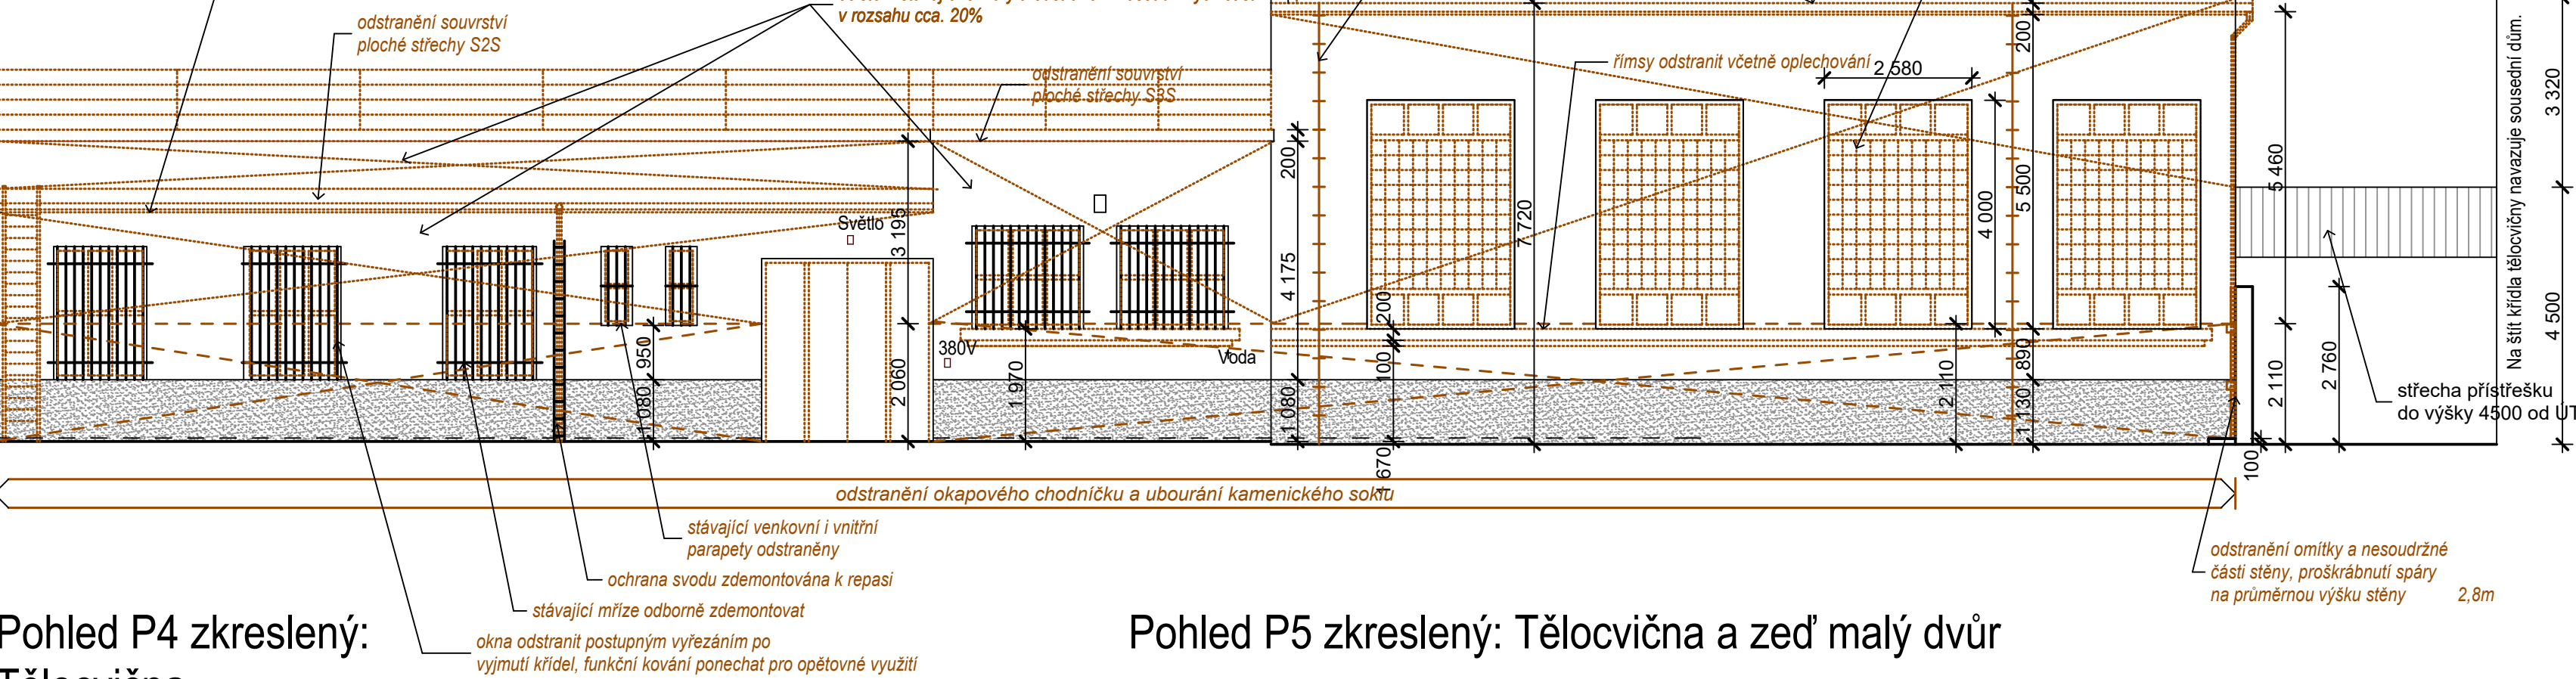 v rozsahu cca. 20%
odstranění souvrství
ploché střechy S2S
odstranění souvrství
ploché střechy S3S
římsy odstranit včetně oplechování
2 580
200
200
3 195
4 175
7 720
4 000
5 500
5 460
3 320
4 500
Na štít křídla tělocvičny navazuje sousední dům.
Světlo
380V
Voda
950
1 080
2 060
1 970
1 080
200
100
1 670
2 110
890
1 130
2 110
2 760
100
střecha přístřešku
do výšky 4500 od ÚT
odstranění okapového chodníčku a ubourání kamenického soklu
stávající venkovní i vnitřní
parapety odstraněny
ochrana svodu zdemontována k repasi
stávající mříze odborně zdemontovat
okna odstranit postupným vyřezáním po
vyjmutí křídel, funkční kování ponechat pro opětovné využití
odstranění omítky a nesoudržné
části stěny, proškrábnutí spáry
na průměrnou výšku stěny 2,8m
Pohled P4 zkreslený:
Tělocvična
Pohled P5 zkreslený: Tělocvična a zeď malý dvůr